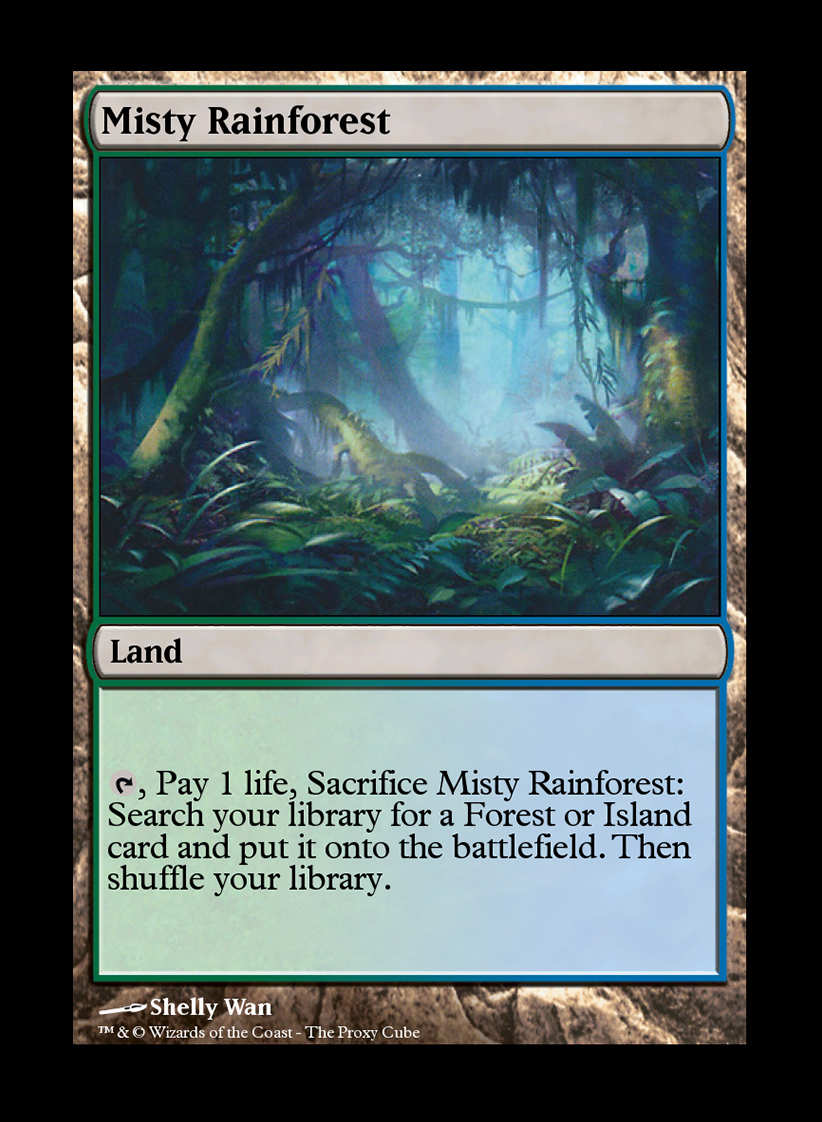 Misty Rainforest
Land
, Pay 1 life, Sacrifice Misty Rainforest:
Search your library for a Forest or Island
card and put it onto the battlefield. Then
shuffle your library.
Shelly Wan
™ & © Wizards of the Coast - The Proxy Cube